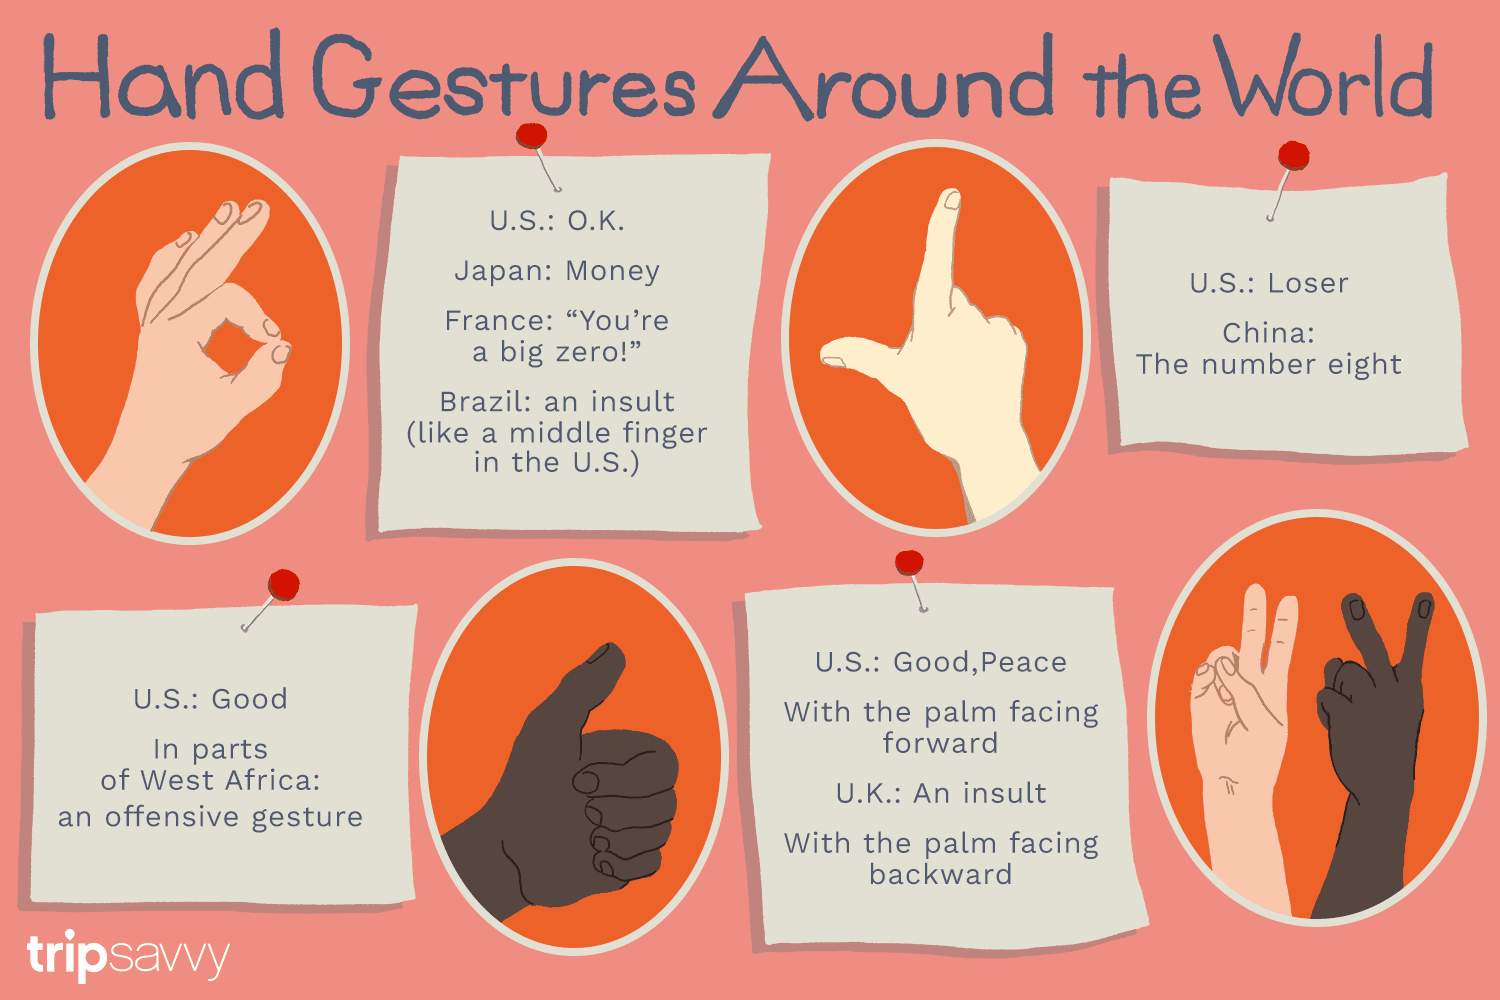 Hand Gestures Around the World
U.S.: O.K.
Japan: Money
France: “You’re
a big zero!”
Brazil: an insult
(like a middle finger
in the U.S.)
U.S.: Loser
China:
The number eight
U.S.: Good
In parts
of West Africa:
an offensive gesture
U.S.: Good,Peace
With the palm facing
forward
U.K.: An insult
With the palm facing
backward
tripsavvy